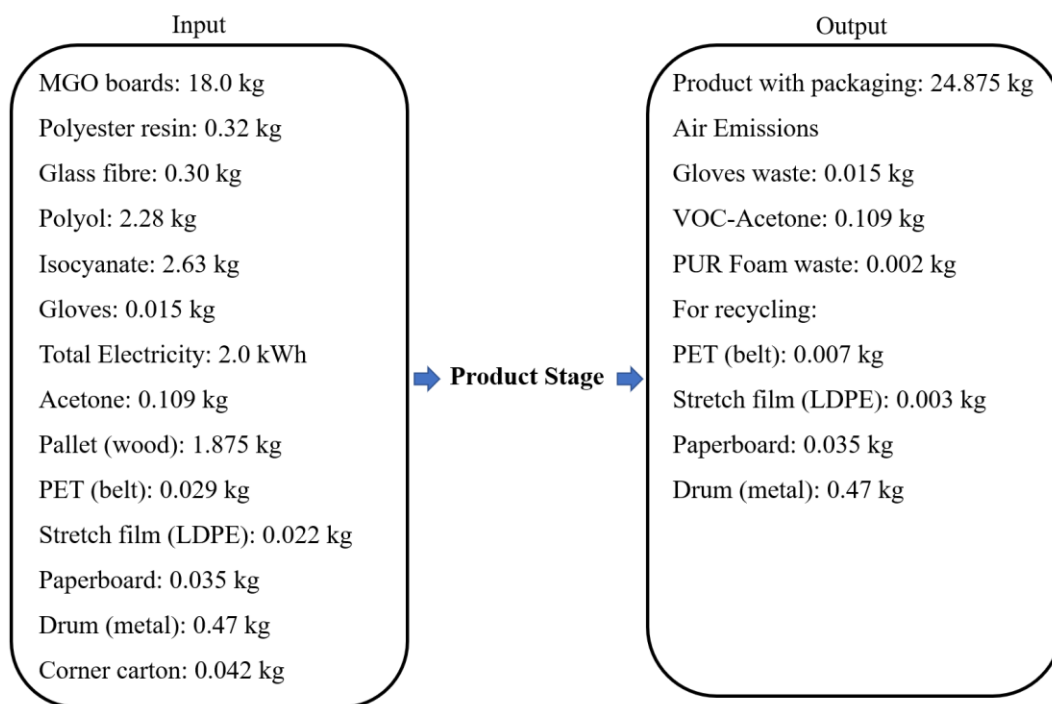 Input
MGO boards: 18.0 kg
Polyester resin: 0.32 kg
Glass fibre: 0.30 kg
Polyol: 2.28 kg
Isocyanate: 2.63 kg
Gloves: 0.015 kg
Total Electricity: 2.0 kWh
Acetone: 0.109 kg
Pallet (wood): 1.875 kg
PET (belt): 0.029 kg
Stretch film (LDPE): 0.022 kg
Paperboard: 0.035 kg
Drum (metal): 0.47 kg
Corner carton: 0.042 kg
Product Stage
Output
Product with packaging: 24.875 kg
Air Emissions
Gloves waste: 0.015 kg
VOC-Acetone: 0.109 kg
PUR Foam waste: 0.002 kg
For recycling:
PET (belt): 0.007 kg
Stretch film (LDPE): 0.003 kg
Paperboard: 0.035 kg
Drum (metal): 0.47 kg